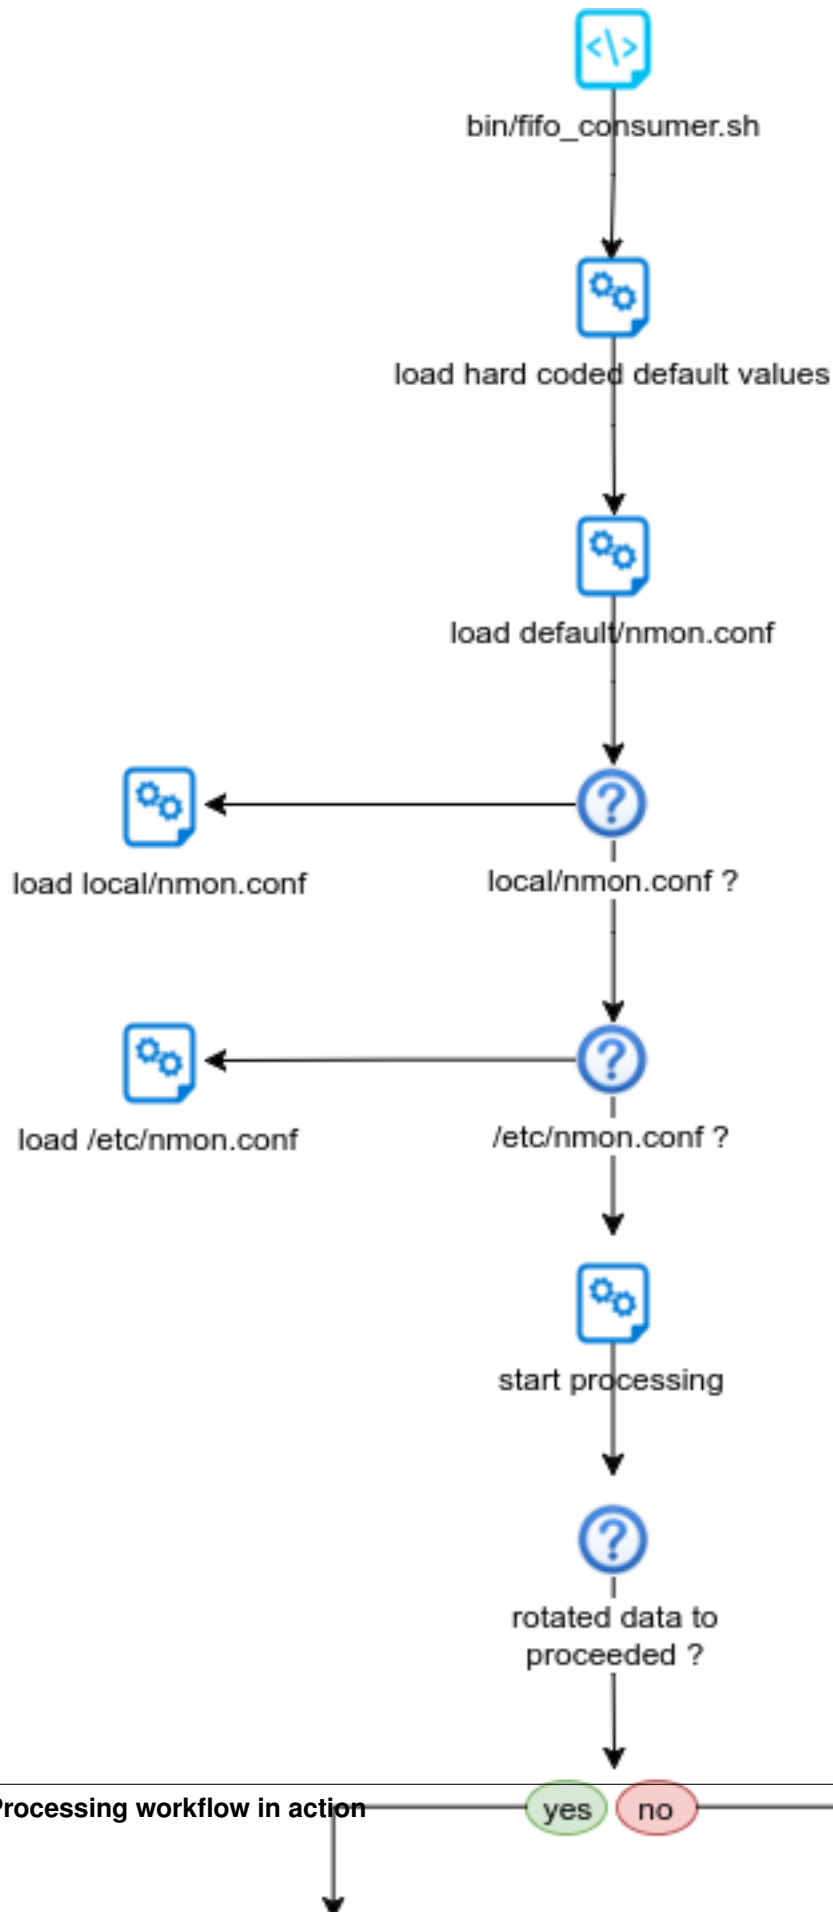 bin/fifo_consumer.sh
load hard coded default values
load default/nmon.conf
load local/nmon.conf
local/nmon.conf ?
load /etc/nmon.conf
/etc/nmon.conf ?
start processing
rotated data to
proceeded ?
Processing workflow in action
yes
no